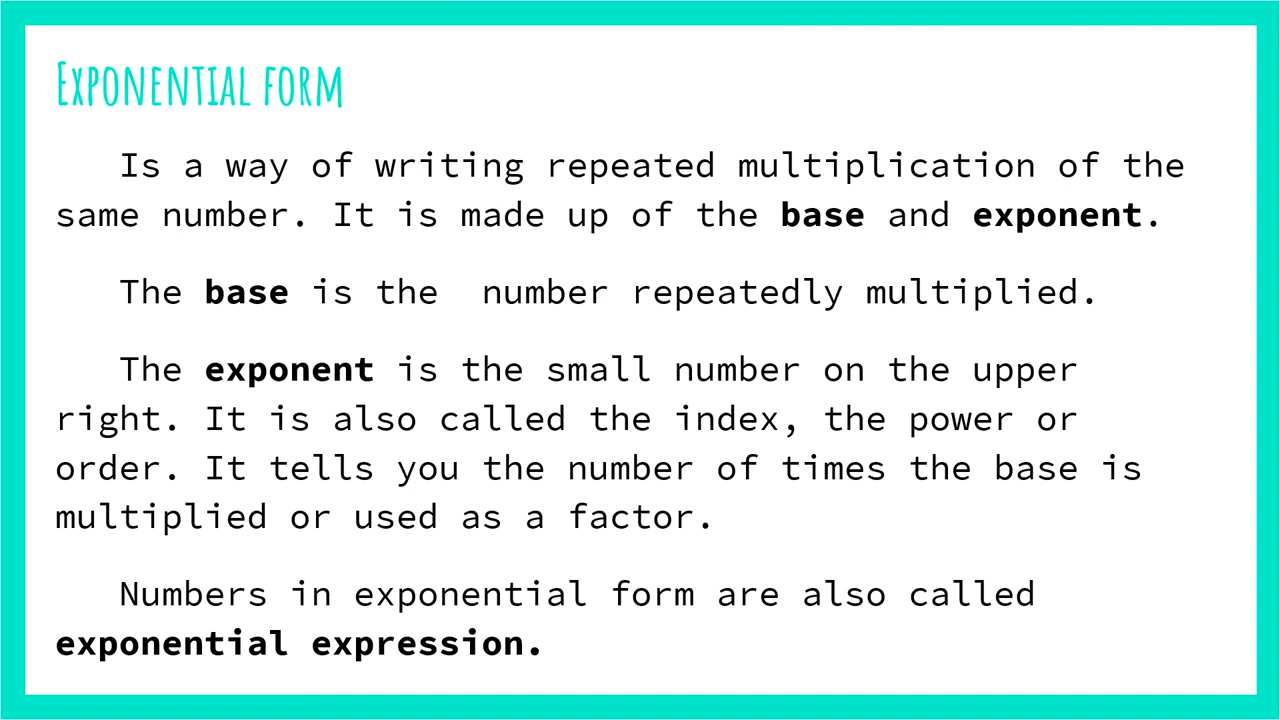 Exponential form
Is a way of writing repeated multiplication of the
same number. It is made up of the base and exponent.
The base is the  number repeatedly multiplied.
The exponent is the small number on the upper
right. It is also called the index, the power or
order. It tells you the number of times the base is
multiplied or used as a factor.
Numbers in exponential form are also called
exponential expression.